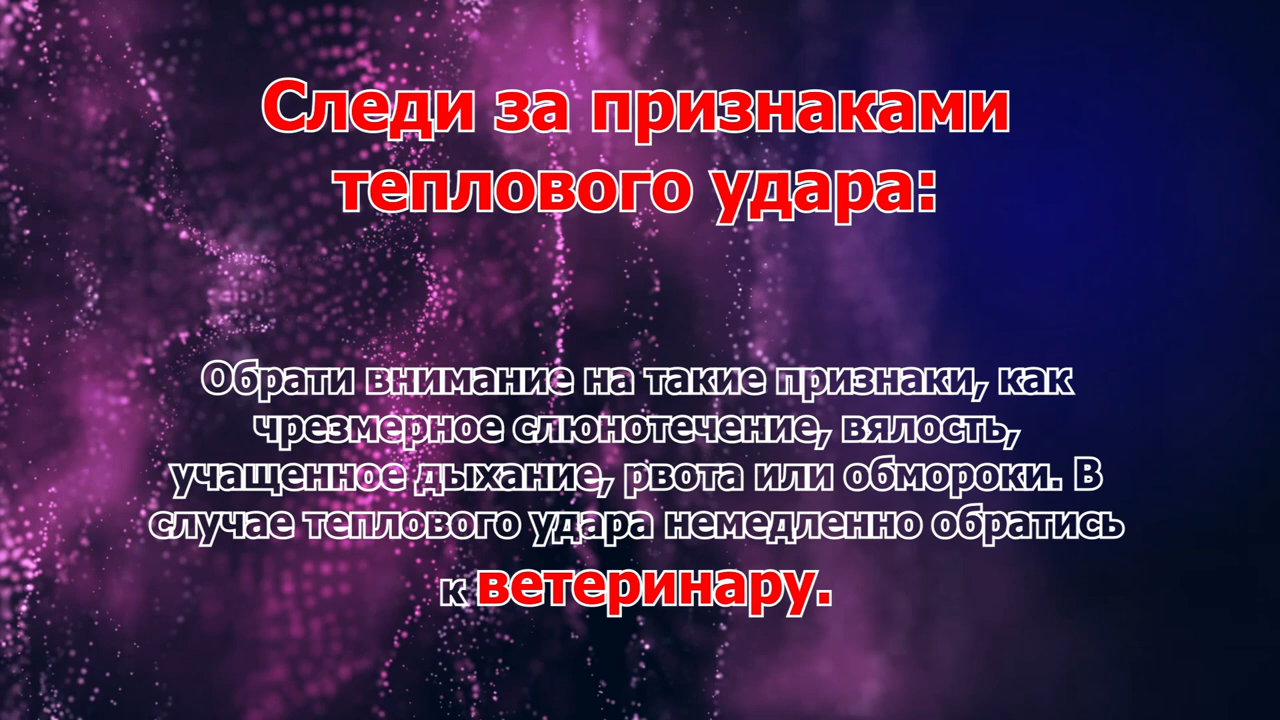 Следи за признаками
теплового удара:
Обрати внимание на такие признаки, как
чрезмерное слюнотечение, вялость,
учащенное дыхание, рвота или обмороки. В
случае теплового удара немедленно обратись
к ветеринару.